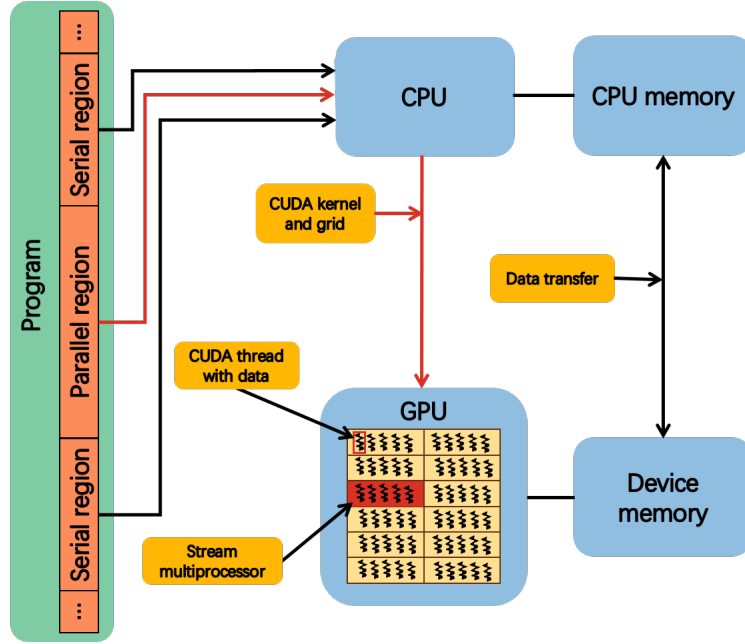 Program
...
Serial region
Parallel region
Serial region
...
CPU
CPU memory
CUDA kernel
and grid
Data transfer
CUDA thread
with data
GPU
Stream
multiprocessor
Device
memory